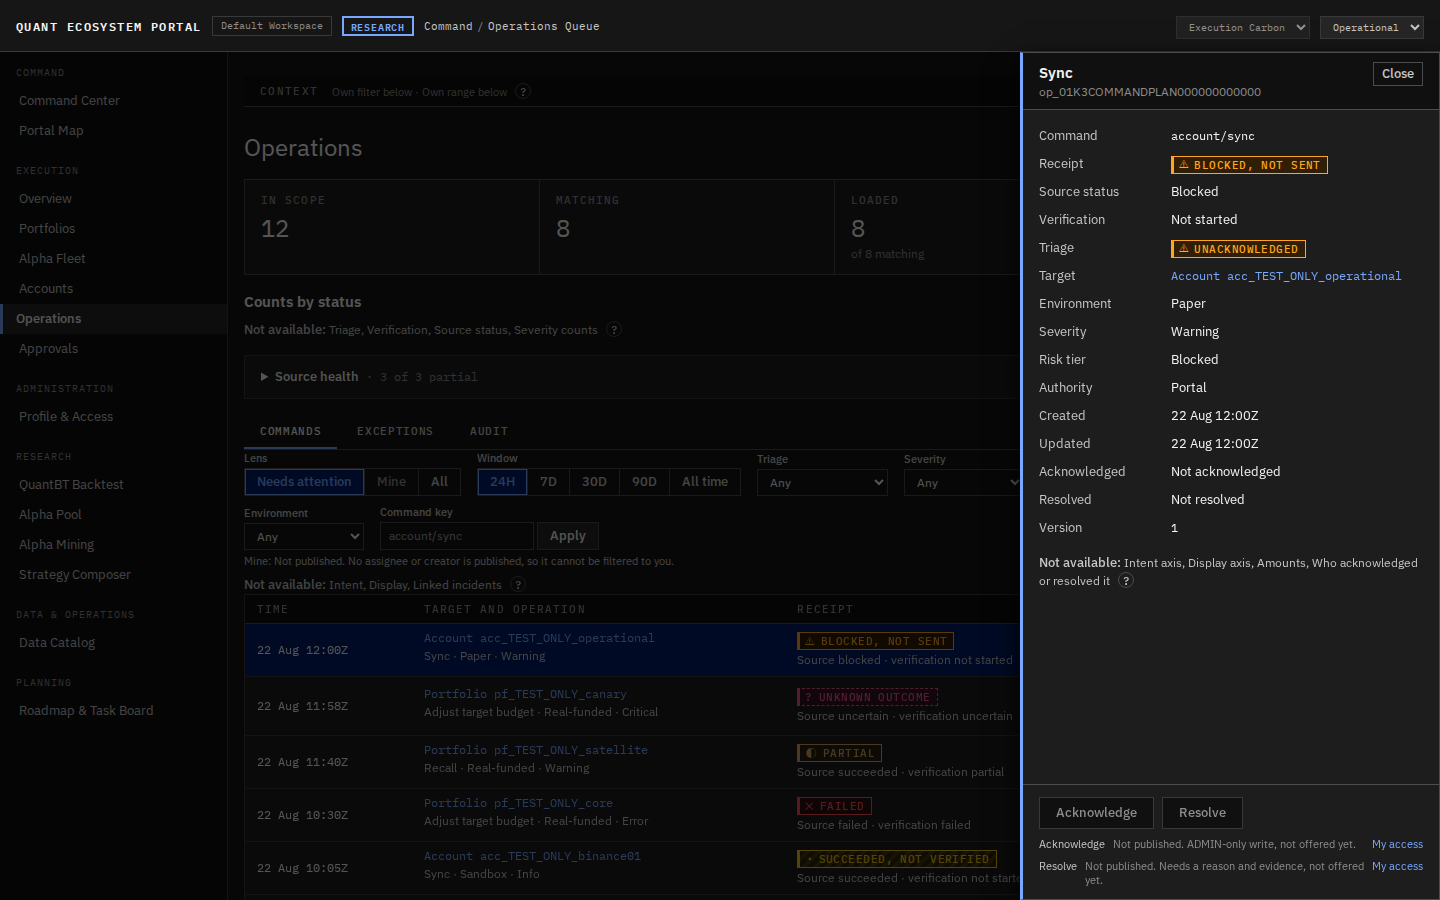 QUANT ECOSYSTEM PORTAL Default Workspace RESEARCH Command / Operations Queue Execution Carbon Operational
COMMAND
Command Center
Portal Map
EXECUTION
Overview
Portfolios
Alpha Fleet
Accounts
Operations
Approvals
ADMINISTRATION
Profile & Access
RESEARCH
QuantBT Backtest
Alpha Pool
Alpha Mining
Strategy Composer
DATA & OPERATIONS
Data Catalog
PLANNING
Roadmap & Task Board
CONTEXT Own filter below · Own range below ?
Operations
IN SCOPE MATCHING LOADED
12 8 8
of 8 matching
Counts by status
Not available: Triage, Verification, Source status, Severity counts ?
▶ Source health · 3 of 3 partial
COMMANDS EXCEPTIONS AUDIT
Lens Window Triage Severity
Needs attention Mine All 24H 7D 30D 90D All time Any Any
Environment Command key
Any account/sync Apply
Mine: Not published. No assignee or creator is published, so it cannot be filtered to you.
Not available: Intent, Display, Linked incidents ?
TIME TARGET AND OPERATION RECEIPT
22 Aug 12:00Z Account acc_TEST_ONLY_operational ⚠ BLOCKED, NOT SENT
Sync · Paper · Warning Source blocked · verification not started
22 Aug 11:58Z Portfolio pf_TEST_ONLY_canary ? UNKNOWN OUTCOME
Adjust target budget · Real-funded · Critical Source uncertain · verification uncertain
22 Aug 11:40Z Portfolio pf_TEST_ONLY_satellite ◐ PARTIAL
Recall · Real-funded · Warning Source succeeded · verification partial
22 Aug 10:30Z Portfolio pf_TEST_ONLY_core ✕ FAILED
Adjust target budget · Real-funded · Error Source failed · verification failed
22 Aug 10:05Z Account acc_TEST_ONLY_binance01 · SUCCEEDED, NOT VERIFIED
Sync · Sandbox · Info Source succeeded · verification not starte
Sync Close
op_01K3COMMANDPLAN000000000000
Command account/sync
Receipt ⚠ BLOCKED, NOT SENT
Source status Blocked
Verification Not started
Triage ⚠ UNACKNOWLEDGED
Target Account acc_TEST_ONLY_operational
Environment Paper
Severity Warning
Risk tier Blocked
Authority Portal
Created 22 Aug 12:00Z
Updated 22 Aug 12:00Z
Acknowledged Not acknowledged
Resolved Not resolved
Version 1
Not available: Intent axis, Display axis, Amounts, Who acknowledged
or resolved it ?
Acknowledge Resolve
Acknowledge Not published. ADMIN-only write, not offered yet. My access
Resolve Not published. Needs a reason and evidence, not offered My access
yet.